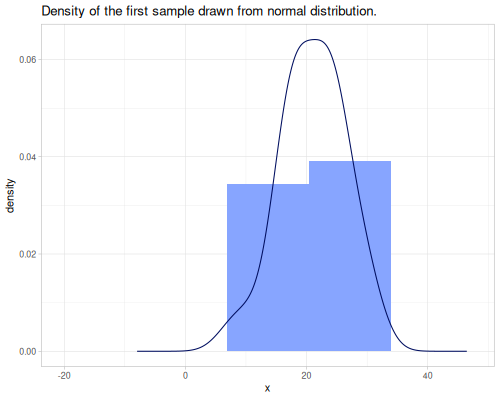 Density of the first sample drawn from normal distribution.
0.06
0.04
0.02
0.00
density
-20
0
20
40
x